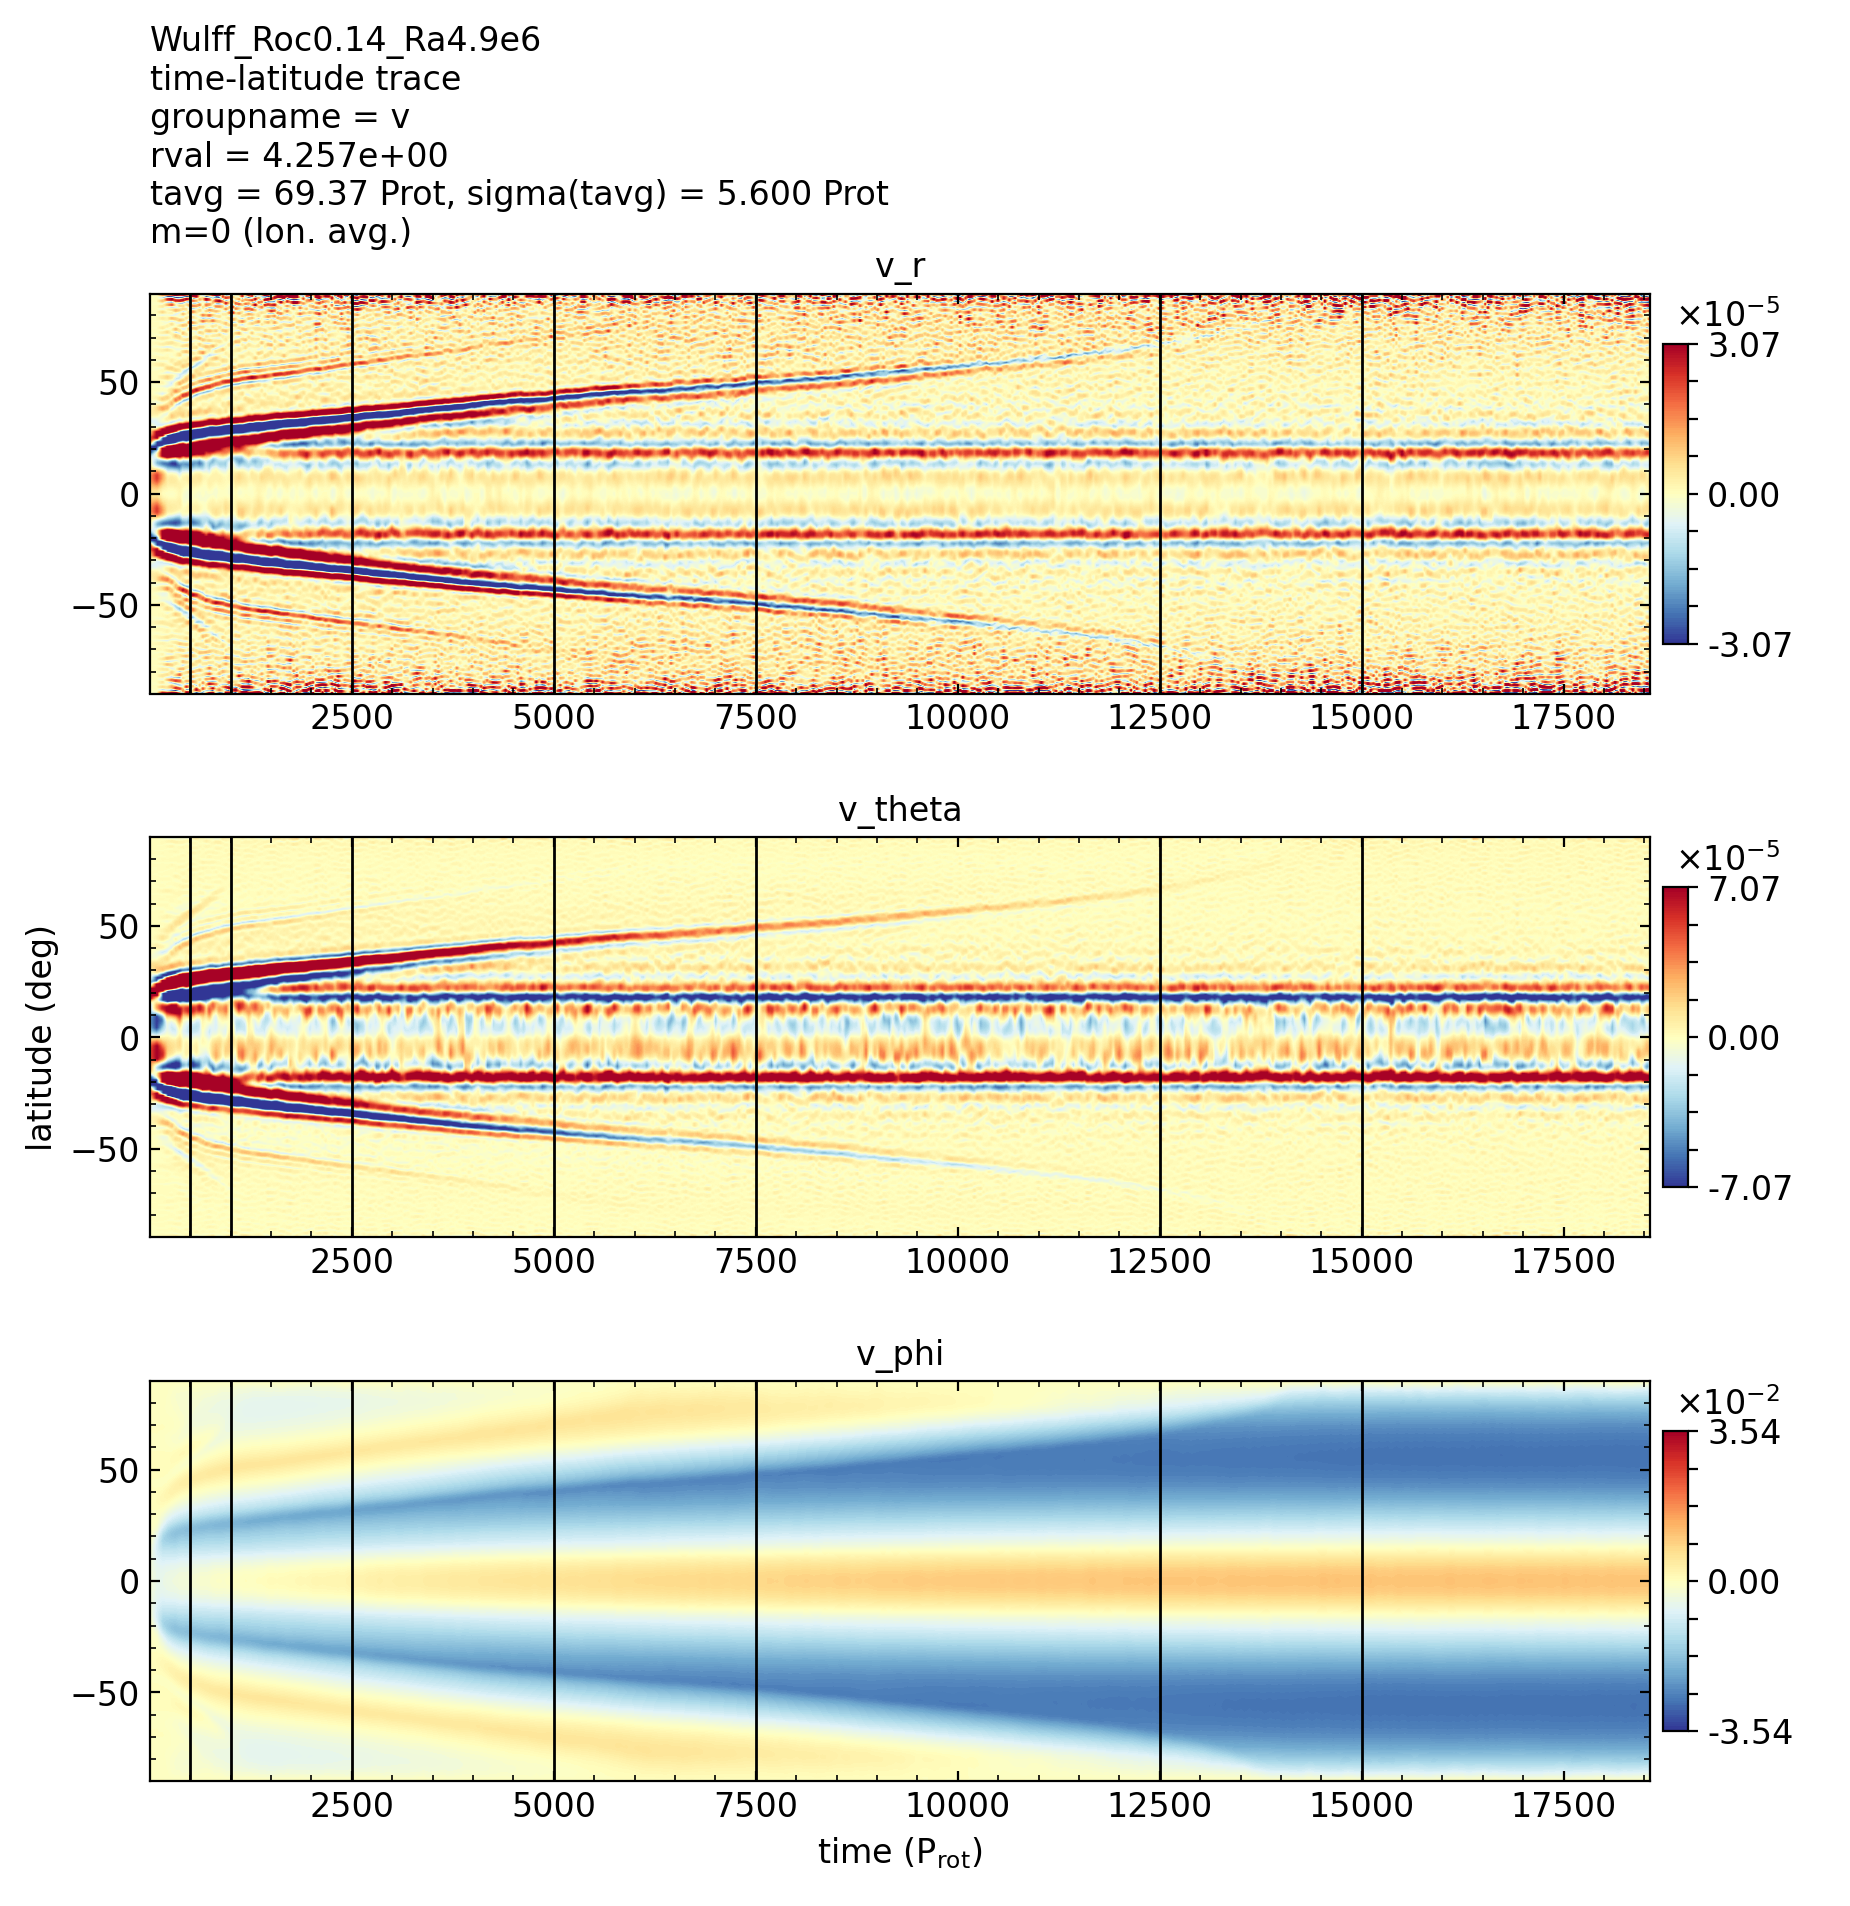 Wulff_Roc0.14_Ra4.9e6
time-latitude trace
groupname = v
rval = 4.257e+00
tavg = 69.37 Prot, sigma(tavg) = 5.600 Prot
m=0 (lon. avg.)
v_r
×10⁻⁵
3.07
0.00
-3.07
50
0
−50
2500 5000 7500 10000 12500 15000 17500
v_theta
×10⁻⁵
7.07
0.00
-7.07
latitude (deg)
50
0
−50
2500 5000 7500 10000 12500 15000 17500
v_phi
×10⁻²
3.54
0.00
-3.54
50
0
−50
2500 5000 7500 10000 12500 15000 17500
time (P_rot)